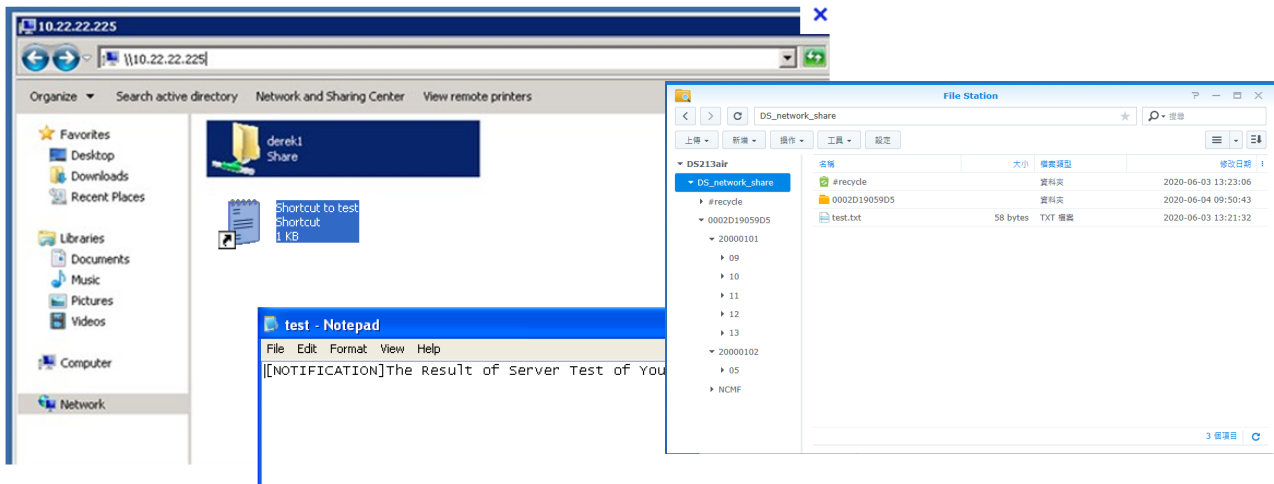 10.22.22.225
\\10.22.22.225
Organize
Search active directory
Network and Sharing Center
View remote printers
Favorites
Desktop
Downloads
Recent Places
Libraries
Documents
Music
Pictures
Videos
Computer
Network
derek1
Share
Shortcut to test
Shortcut
1 KB
test - Notepad
File Edit Format View Help
[NOTIFICATION]The Result of Server Test of You
File Station
DS_network_share
搜尋
上傳 新增 操作 工具 設定
DS213air
DS_network_share
#recycle
0002D19059D5
20000101
09
10
11
12
13
20000102
05
NCMF
名稱 大小 檔案類型 修改日期
#recycle 資料夾 2020-06-03 13:23:06
0002D19059D5 資料夾 2020-06-04 09:50:43
test.txt 58 bytes TXT 檔案 2020-06-03 13:21:32
3 個項目